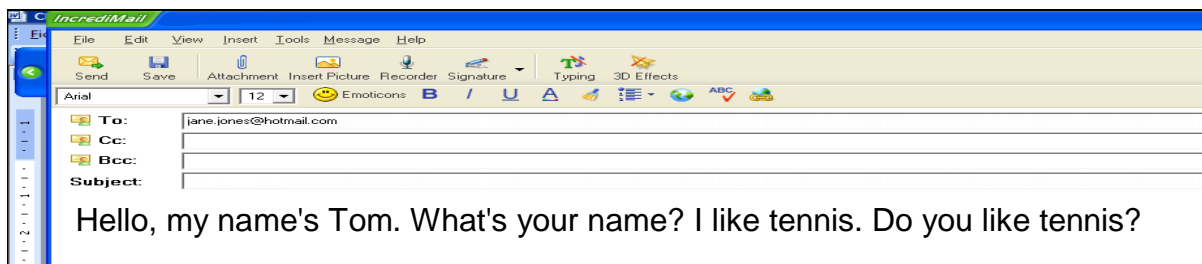 IncrediMail
File Edit View Insert Tools Message Help
Send Save Attachment Insert Picture Recorder Signature Typing 3D Effects
Arial 12 Emoticons B I U A ABC
To: jane.jones@hotmail.com
Cc:
Bcc:
Subject:
Hello, my name's Tom. What's your name? I like tennis. Do you like tennis?